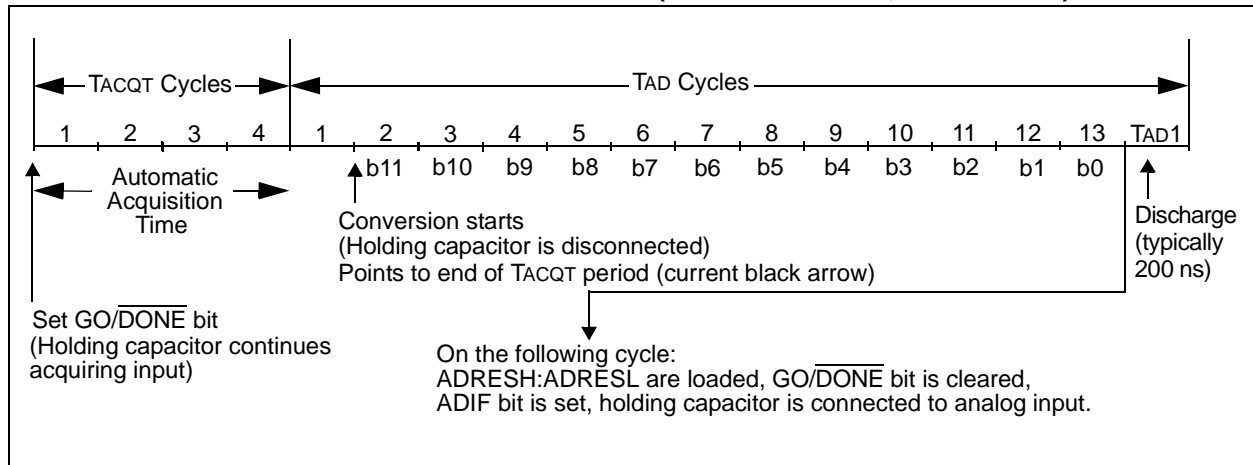 TACQT Cycles
TAD Cycles
1 2 3 4 1 2 3 4 5 6 7 8 9 10 11 12 13 TAD1
b11 b10 b9 b8 b7 b6 b5 b4 b3 b2 b1 b0
Automatic
Acquisition
Time
Conversion starts
(Holding capacitor is disconnected)
Points to end of TACQT period (current black arrow)
Discharge
(typically
200 ns)
Set GO/DONE bit
(Holding capacitor continues
acquiring input)
On the following cycle:
ADRESH:ADRESL are loaded, GO/DONE bit is cleared,
ADIF bit is set, holding capacitor is connected to analog input.